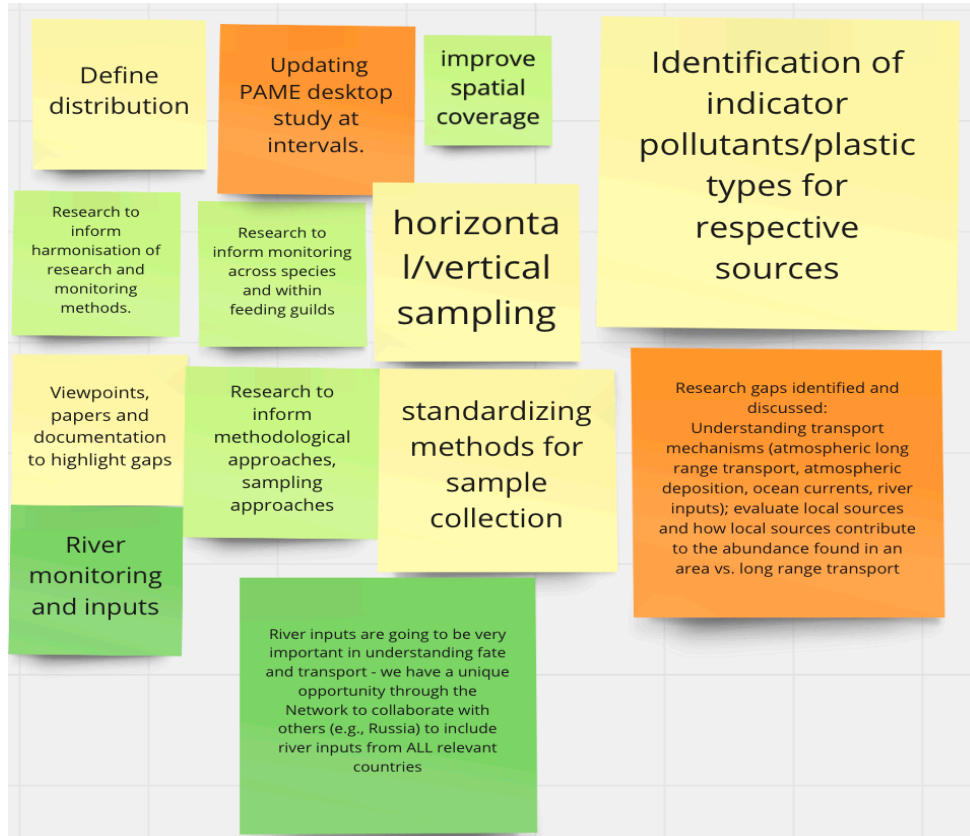 Define
distribution
Updating
PAME desktop
study at
intervals.
improve
spatial
coverage
Identification of
indicator
pollutants/plastic
types for
respective
sources
Research to
inform
harmonisation of
research and
monitoring
methods.
Research to
inform monitoring
across species
and within
feeding guilds
horizonta
l/vertical
sampling
Viewpoints,
papers and
documentation
to highlight gaps
Research to
inform
methodological
approaches,
sampling
approaches
standardizing
methods for
sample
collection
Research gaps identified and
discussed:
Understanding transport
mechanisms (atmospheric long
range transport, atmospheric
deposition, ocean currents, river
inputs); evaluate local sources
and how local sources contribute
to the abundance found in an
area vs. long range transport
River
monitoring
and inputs
River inputs are going to be very
important in understanding fate
and transport - we have a unique
opportunity through the
Network to collaborate with
others (e.g., Russia) to include
river inputs from ALL relevant
countries